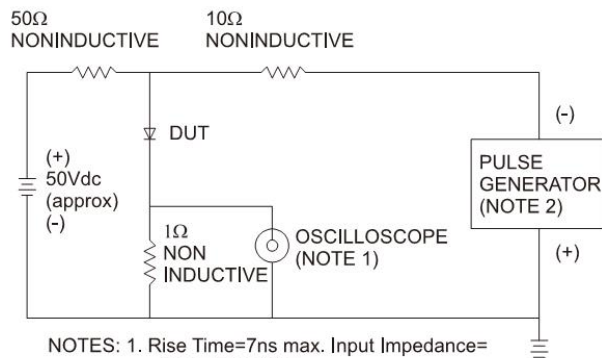 50Ω
NONINDUCTIVE
10Ω
NONINDUCTIVE
DUT
(+)
50Vdc
(approx)
(-)
1Ω
NON
INDUCTIVE
OSCILLOSCOPE
(NOTE 1)
(-)
PULSE
GENERATOR
(NOTE 2)
(+)
NOTES: 1. Rise Time=7ns max. Input Impedance=